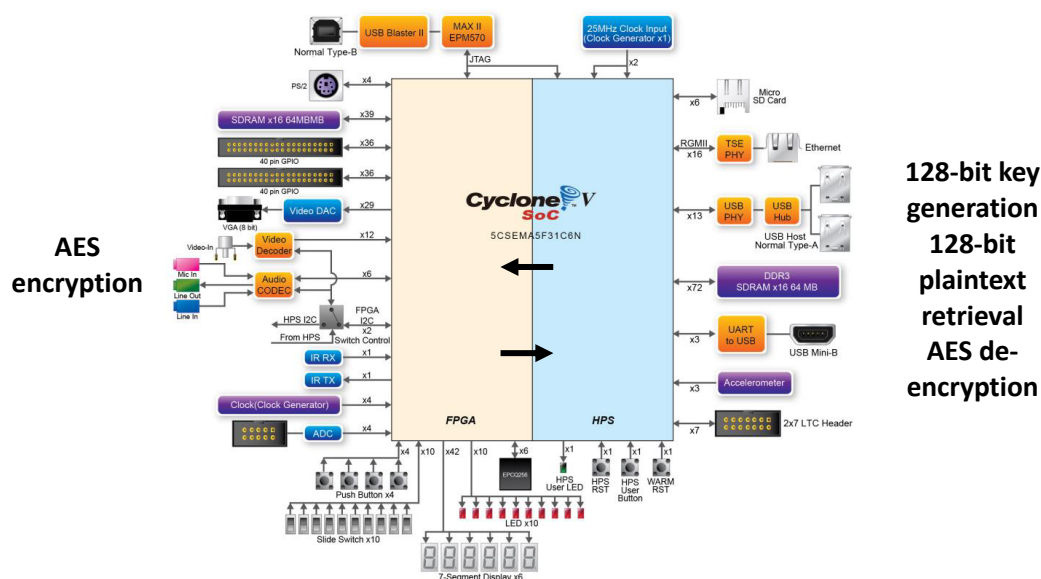 MAX II
EPM570
USB Blaster II
Normal Type-B
25MHz Clock Input
(Clock Generator x1)
JTAG
x2
PS/2
x4
x6
Micro
SD Card
SDRAM x16 64MBMB
x39
RGMII
x16
TSE
PHY
Ethernet
40 pin GPIO
x36
40 pin GPIO
x36
Video DAC
x29
VGA (8 bit)
Cyclone V
SoC
5CSEMA5F31C6N
x13
USB
PHY
USB
Hub
USB Host
Normal Type-A
128-bit key
generation
128-bit
plaintext
retrieval
AES de-
encryption
AES
encryption
Video-In
Video
Decoder
x12
Mic In
Line Out
Line In
Audio
CODEC
x6
x72
DDR3
SDRAM x16 64 MB
HPS I2C
From HPS
FPGA
I2C
x2
Switch Control
x3
UART
to USB
USB Mini-B
IR RX
x1
IR TX
x1
x3
Accelerometer
Clock(Clock Generator)
x4
ADC
x4
x7
2x7 LTC Header
FPGA
HPS
x4
x10
x42
x10
x6
x1
x1
x1
x1
EPCQ256
Push Button x4
HPS
User LED
HPS
RST
HPS
User
Button
WARM
RST
LED x10
Slide Switch x10
7-Segment Display x6